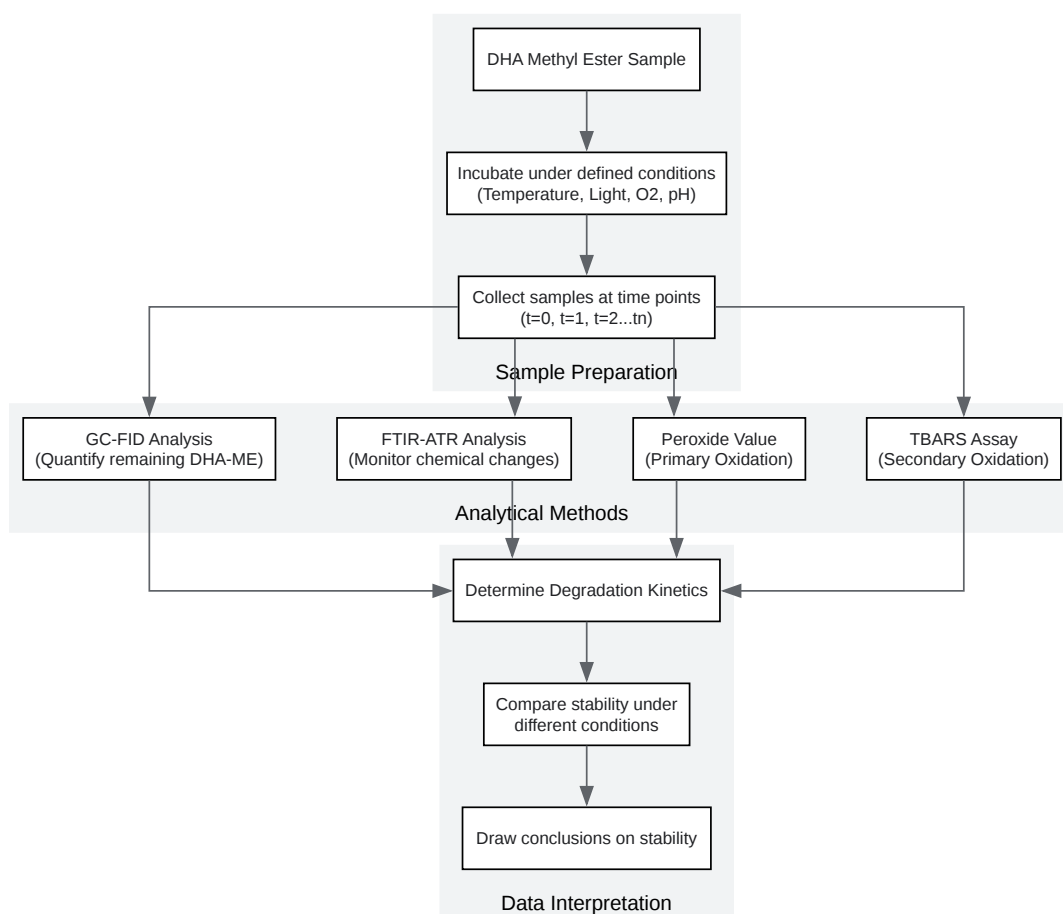 DHA Methyl Ester Sample
Incubate under defined conditions
(Temperature, Light, O2, pH)
Collect samples at time points
(t=0, t=1, t=2...tn)
Sample Preparation
GC-FID Analysis
(Quantify remaining DHA-ME)
FTIR-ATR Analysis
(Monitor chemical changes)
Peroxide Value
(Primary Oxidation)
TBARS Assay
(Secondary Oxidation)
Analytical Methods
Determine Degradation Kinetics
Compare stability under
different conditions
Draw conclusions on stability
Data Interpretation